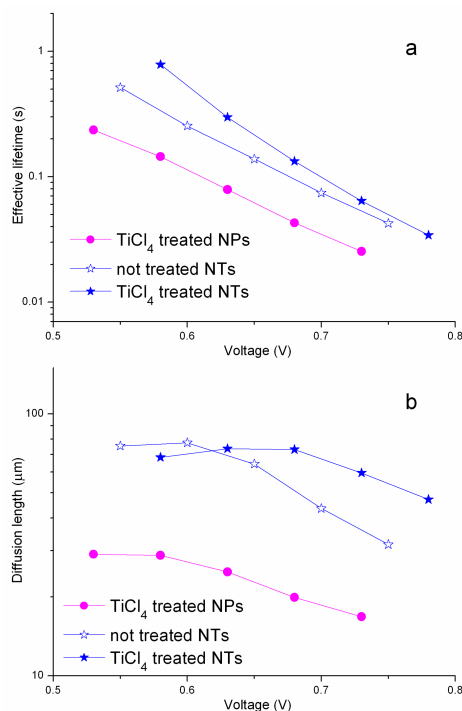 a
Effective lifetime (s)
1
0.1
0.01
TiCl4 treated NPs
not treated NTs
TiCl4 treated NTs
0.5
0.6
0.7
0.8
Voltage (V)
b
Diffusion length (μm)
100
10
TiCl4 treated NPs
not treated NTs
TiCl4 treated NTs
0.5
0.6
0.7
0.8
Voltage (V)